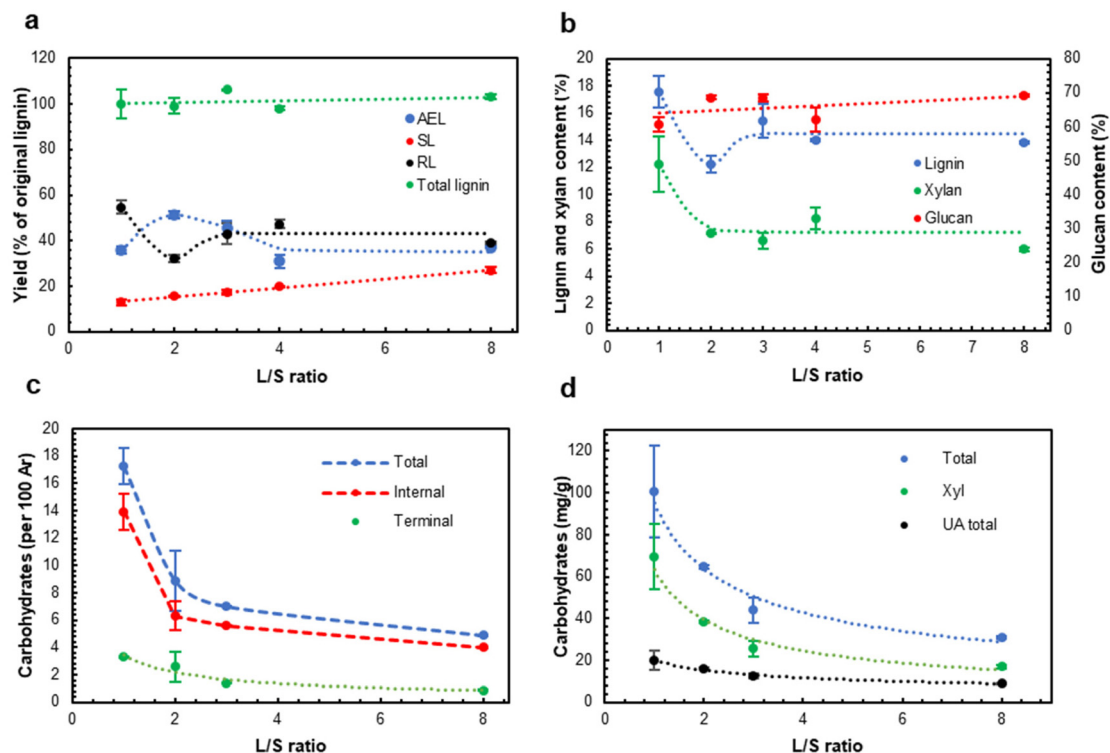 a
120
100
80
60
40
20
0
0
2
4
6
8
Yield (% of original lignin)
L/S ratio
AEL
SL
RL
Total lignin
b
20
18
16
14
12
10
8
6
4
2
0
80
70
60
50
40
30
20
10
0
0
1
2
3
4
5
6
7
8
Lignin and xylan content (%)
Glucan content (%)
L/S ratio
Lignin
Xylan
Glucan
c
20
18
16
14
12
10
8
6
4
2
0
0
2
4
6
8
Carbohydrates (per 100 Ar)
L/S ratio
Total
Internal
Terminal
d
120
100
80
60
40
20
0
0
2
4
6
8
Carbohydrates (mg/g)
L/S ratio
Total
Xyl
UA total